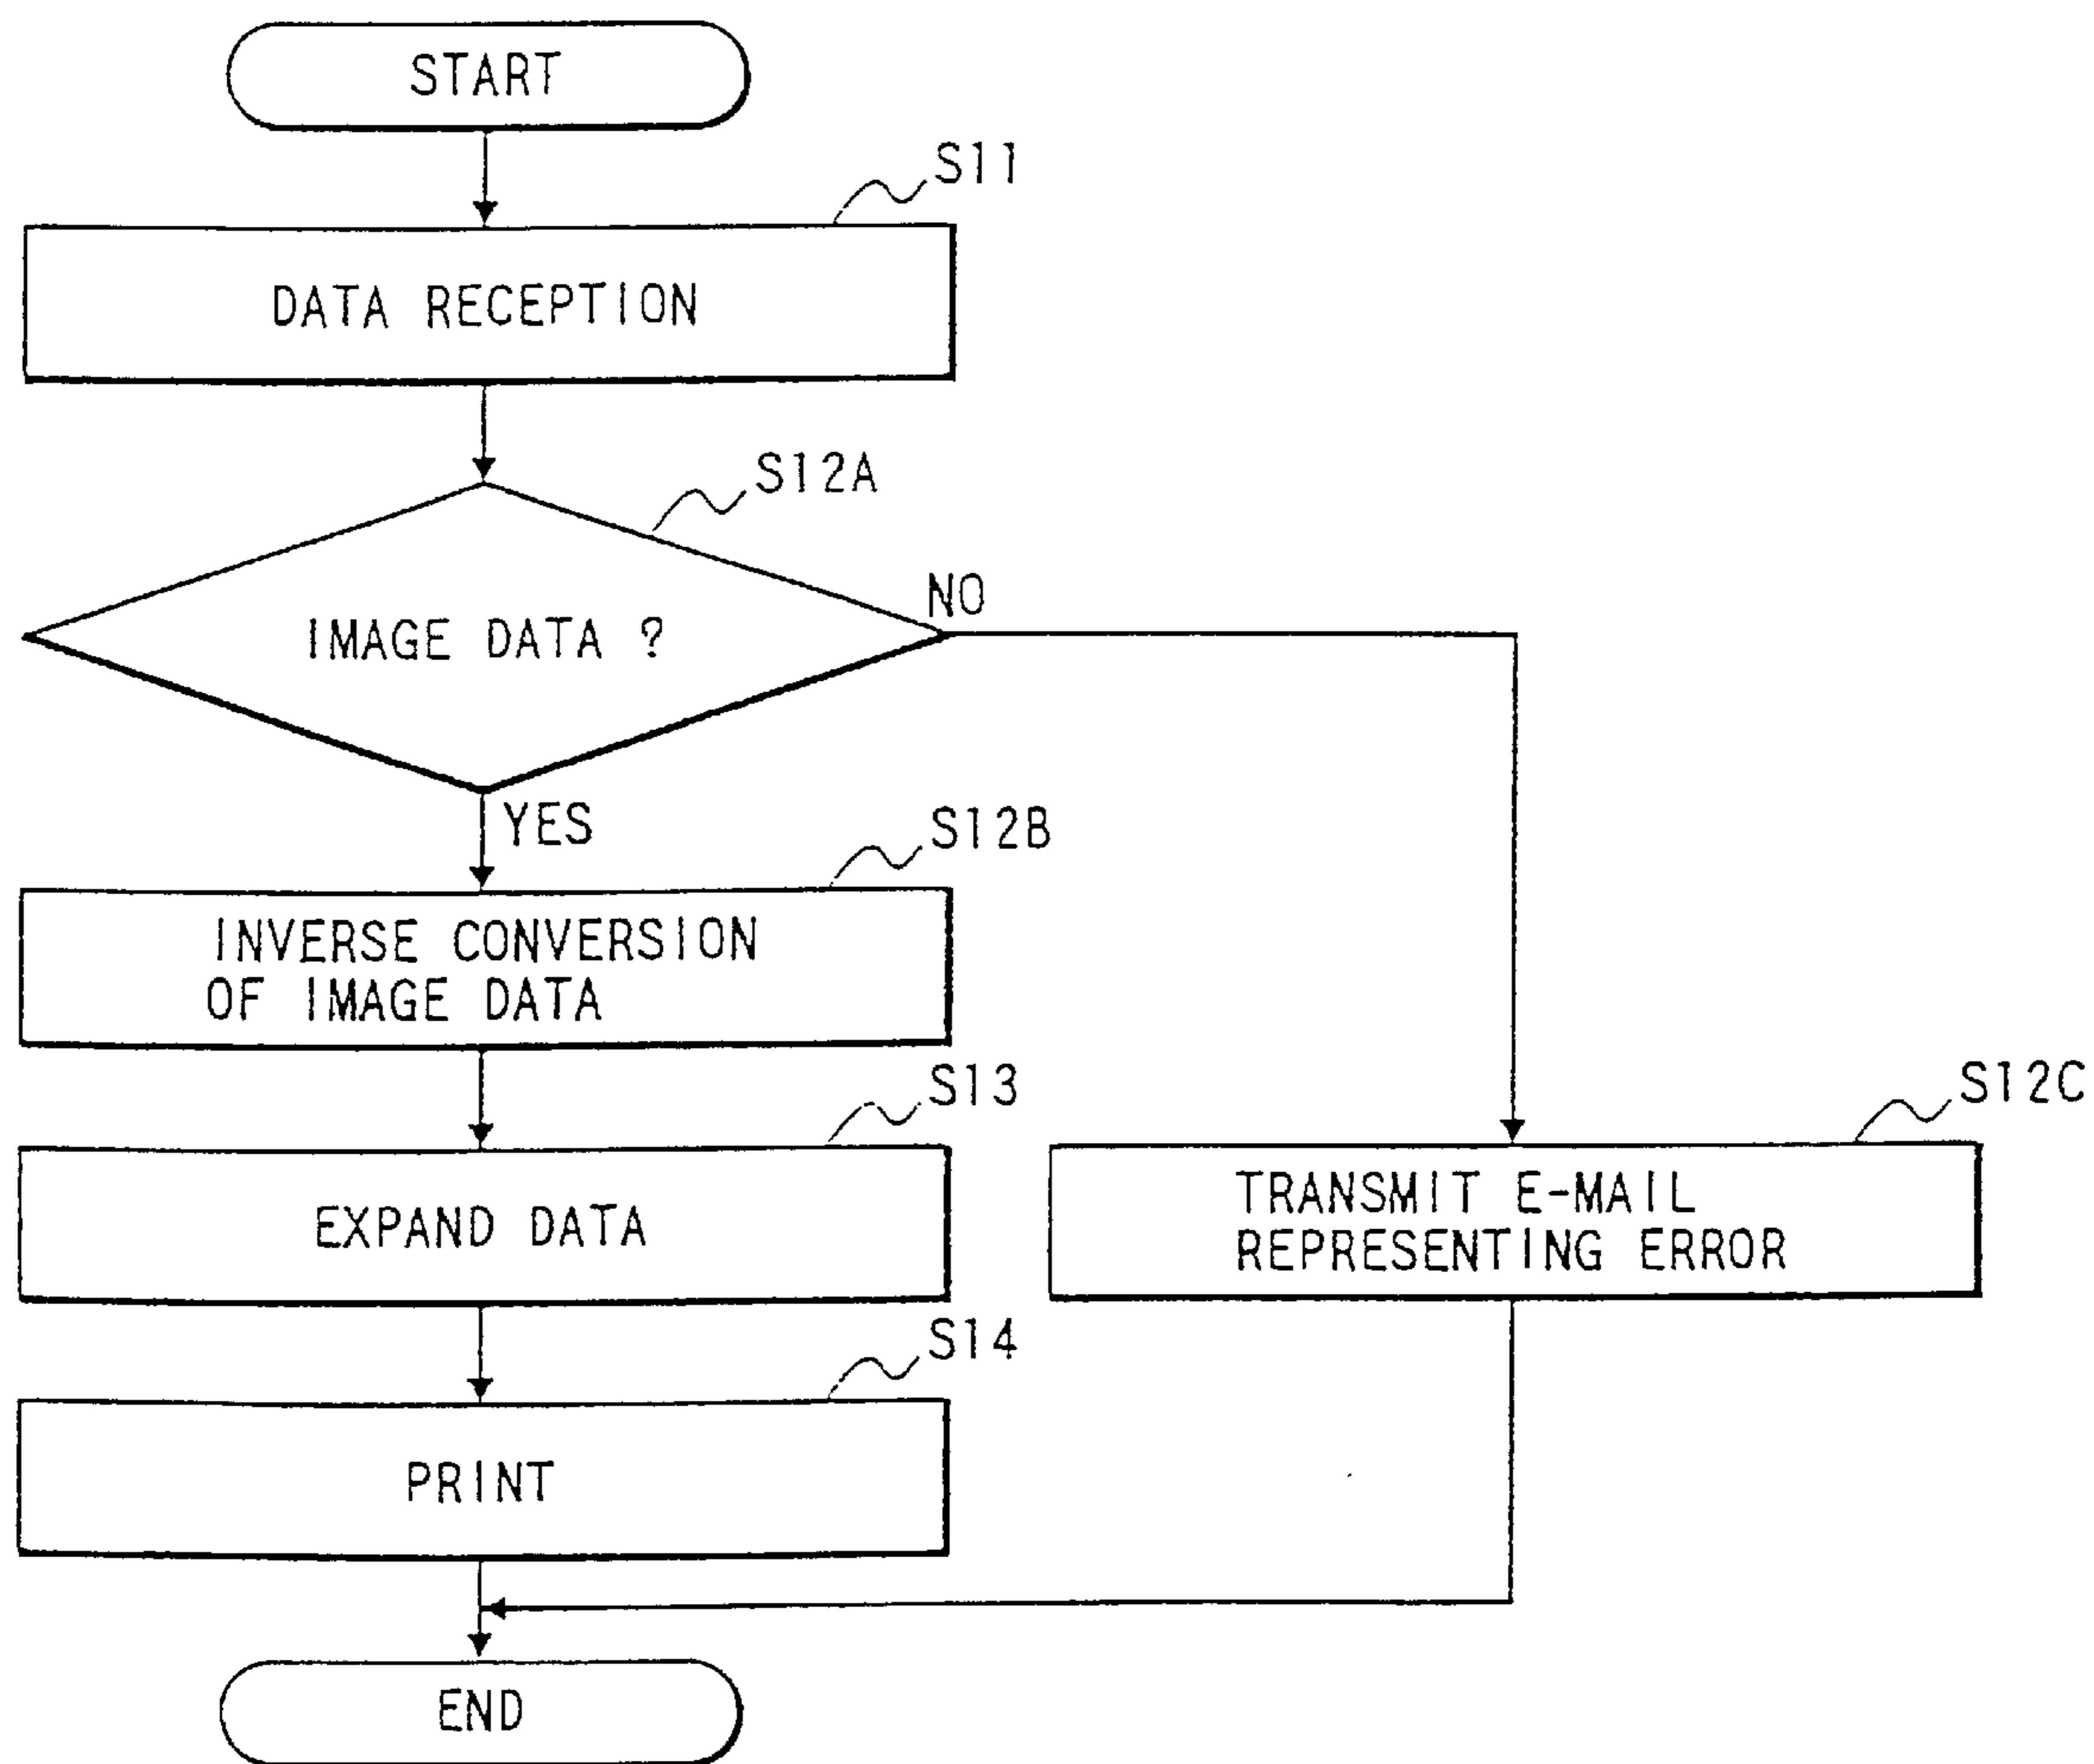 START
S11
DATA RECEPTION
S12A
IMAGE DATA ?
NO
YES
S12B
INVERSE CONVERSION
OF IMAGE DATA
S13
EXPAND DATA
S12C
TRANSMIT E-MAIL
REPRESENTING ERROR
S14
PRINT
END